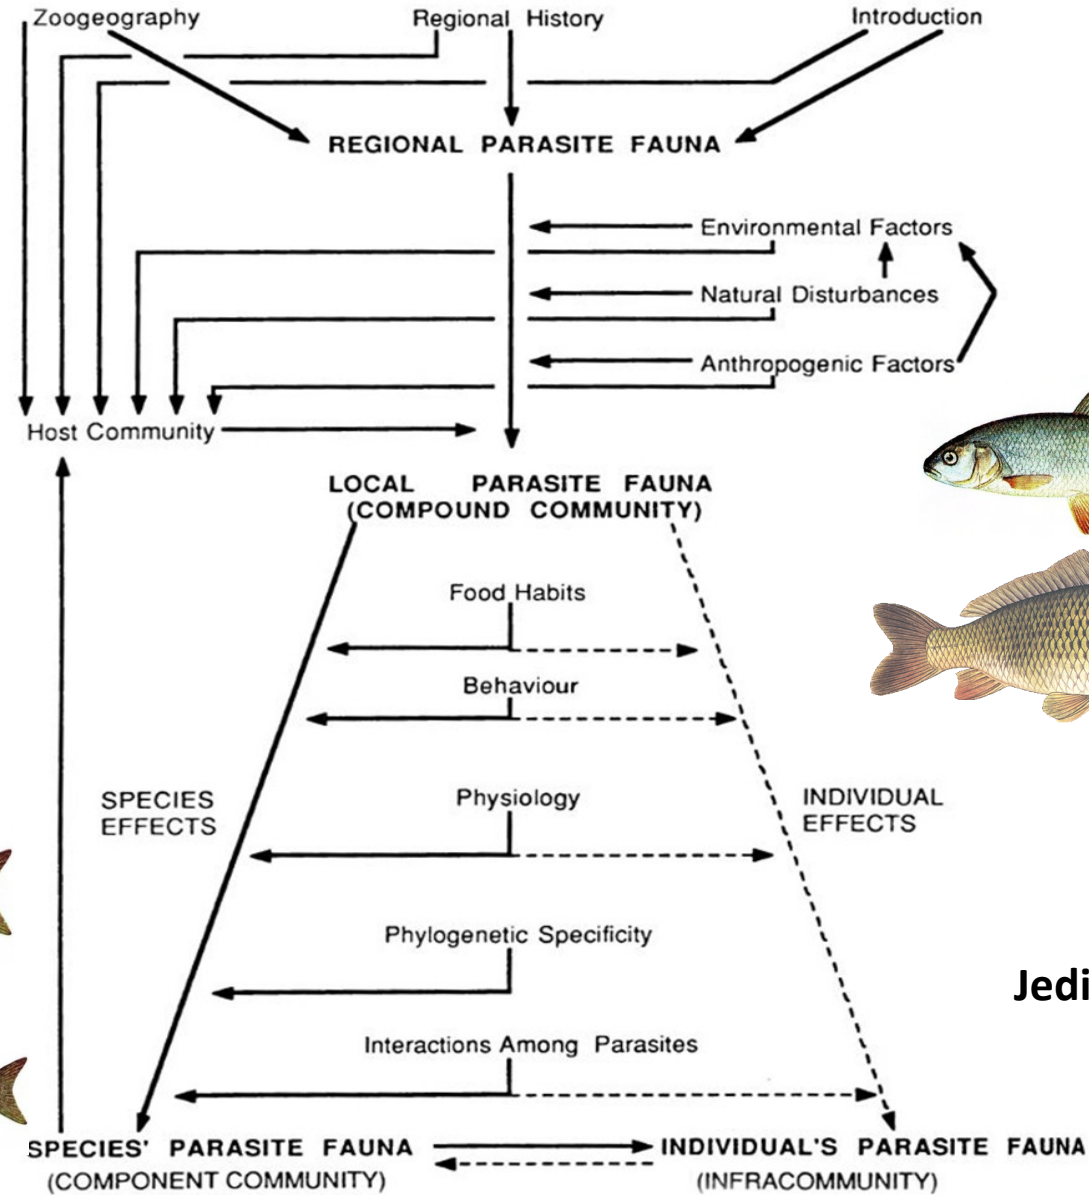 Zoogeography
Regional History
Introduction
REGIONAL PARASITE FAUNA
Environmental Factors
Natural Disturbances
Anthropogenic Factors
Host Community
LOCAL PARASITE FAUNA
(COMPOUND COMMUNITY)
Food Habits
Behaviour
SPECIES
EFFECTS
Physiology
INDIVIDUAL
EFFECTS
Phylogenetic Specificity
Jedi
Interactions Among Parasites
SPECIES' PARASITE FAUNA
(COMPONENT COMMUNITY)
INDIVIDUAL'S PARASITE FAUNA
(INFRACOMMUNITY)